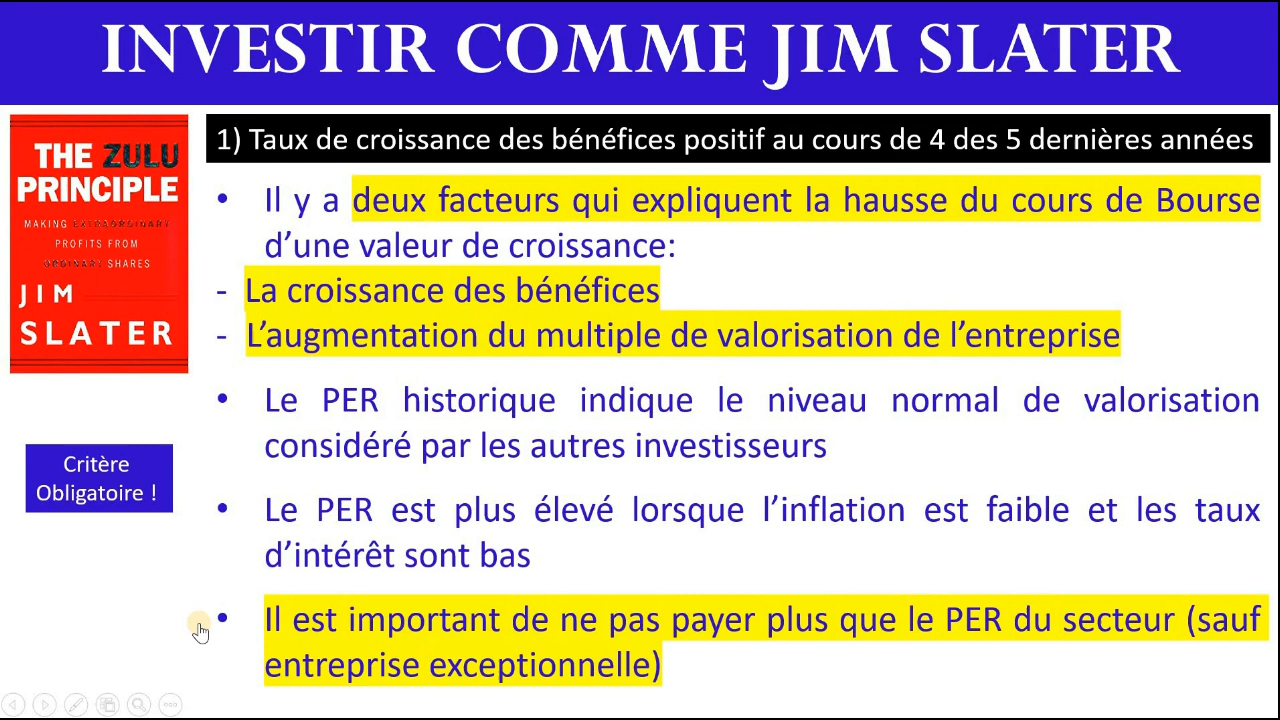 INVESTIR COMME JIM SLATER
THE ZULU
PRINCIPLE
MAKING EXTRAORDINARY
PROFITS FROM
ORDINARY SHARES
JIM
SLATER
1) Taux de croissance des bénéfices positif au cours de 4 des 5 dernières années
• Il y a deux facteurs qui expliquent la hausse du cours de Bourse
d’une valeur de croissance:
- La croissance des bénéfices
- L’augmentation du multiple de valorisation de l’entreprise
• Le PER historique indique le niveau normal de valorisation
considéré par les autres investisseurs
Critère
Obligatoire !
• Le PER est plus élevé lorsque l’inflation est faible et les taux
d’intérêt sont bas
• Il est important de ne pas payer plus que le PER du secteur (sauf
entreprise exceptionnelle)